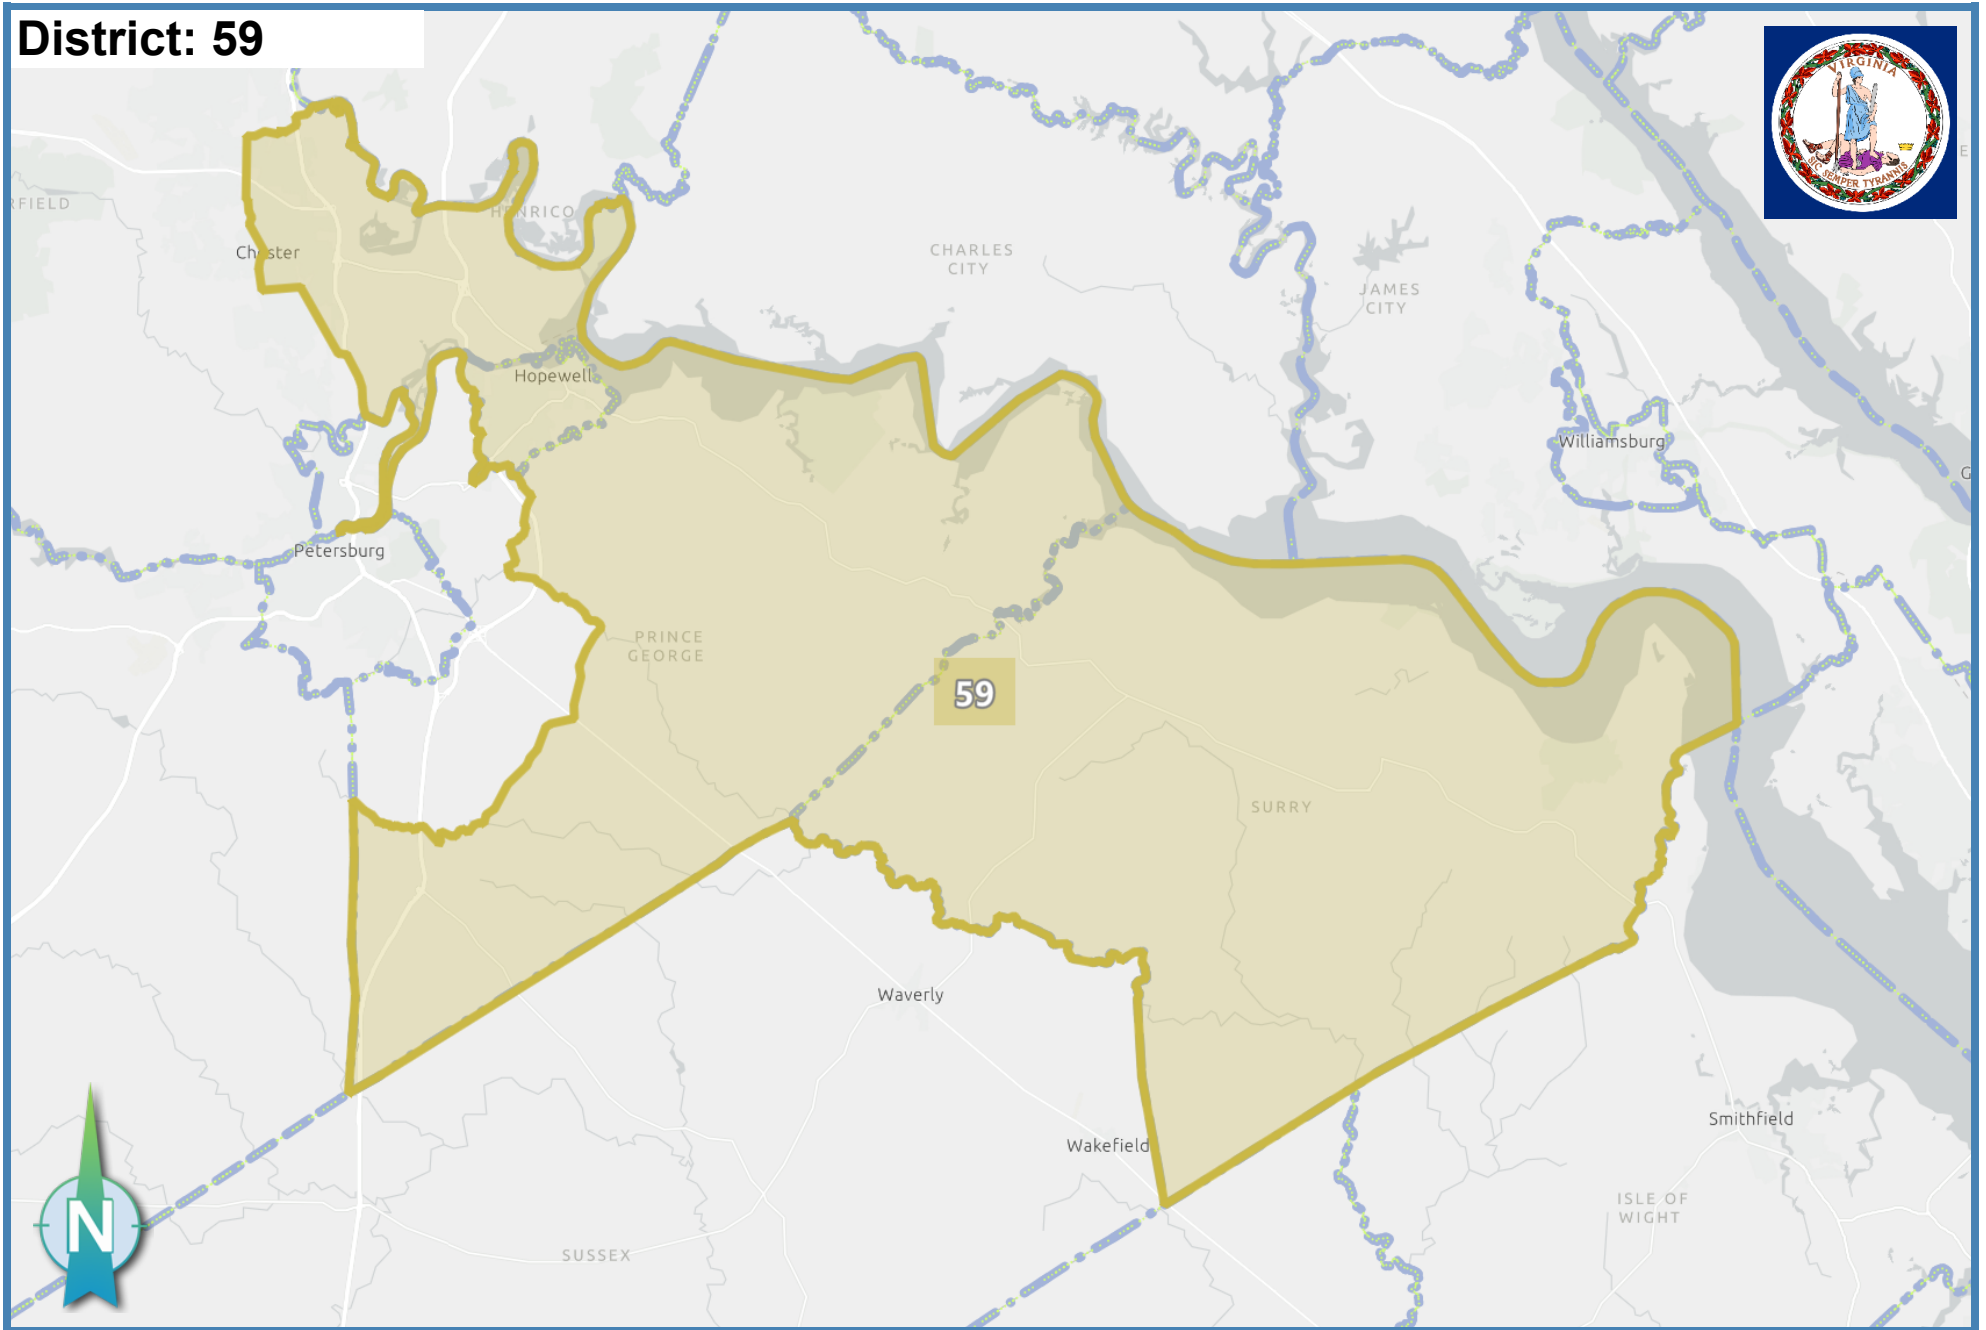 District: 59
VIRGINIA
SIC SEMPER TYRANNIS
RFIELD
HENRICO
Chester
CHARLES
CITY
JAMES
CITY
Hopewell
Williamsburg
G
Petersburg
PRINCE
GEORGE
59
SURRY
Waverly
Smithfield
Wakefield
ISLE OF
WIGHT
N
SUSSEX
E